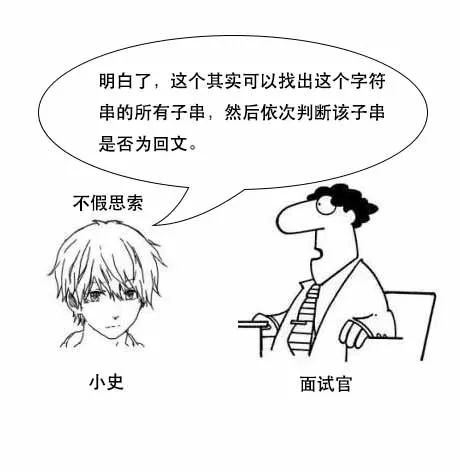 明白了，这个其实可以找出这个字符
串的所有子串，然后依次判断该子串
是否为回文。
不假思索
小史
面试官